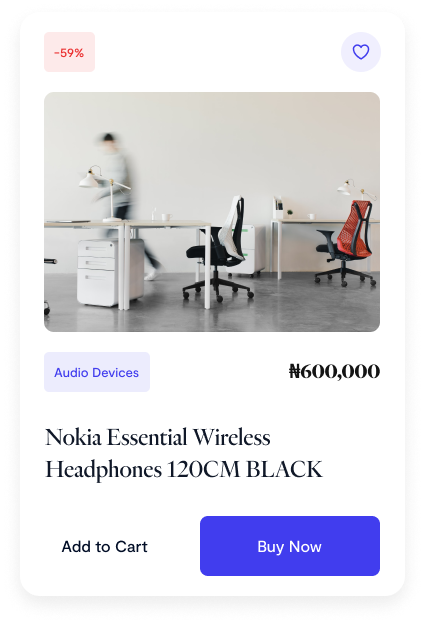 -59%
Audio Devices
₦600,000
Nokia Essential Wireless
Headphones 120CM BLACK
Add to Cart
Buy Now